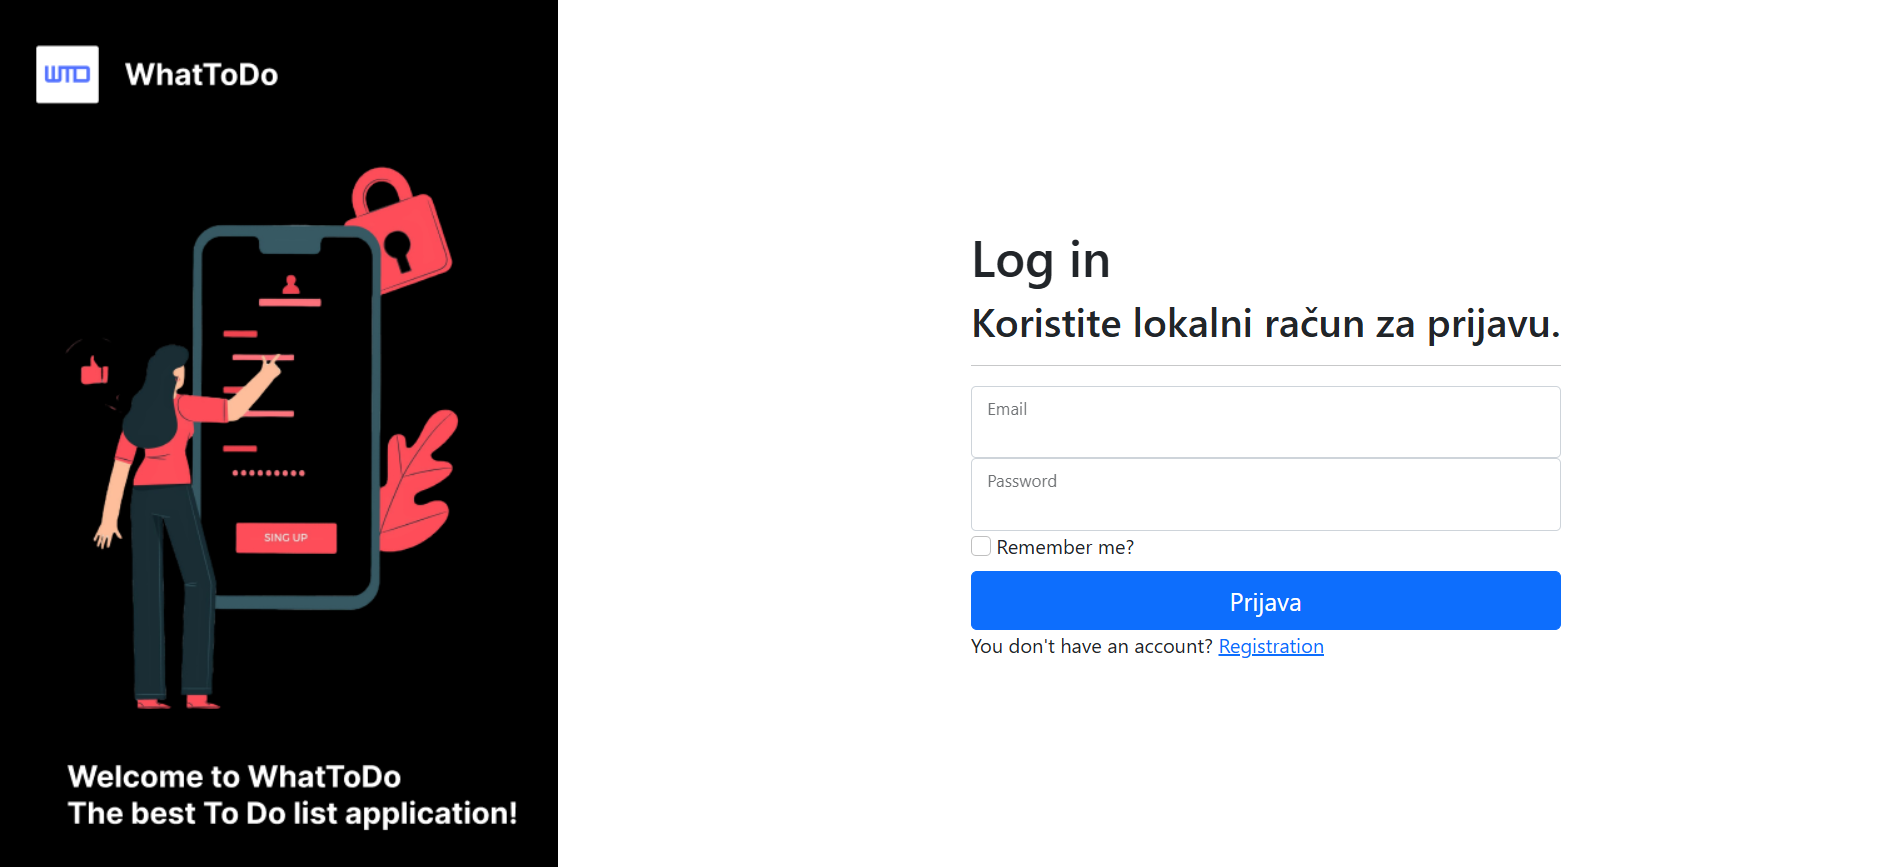 WTD
WhatToDo
SING UP
Welcome to WhatToDo
The best To Do list application!
Log in
Koristite lokalni račun za prijavu.
Email
Password
Remember me?
Prijava
You don't have an account? Registration